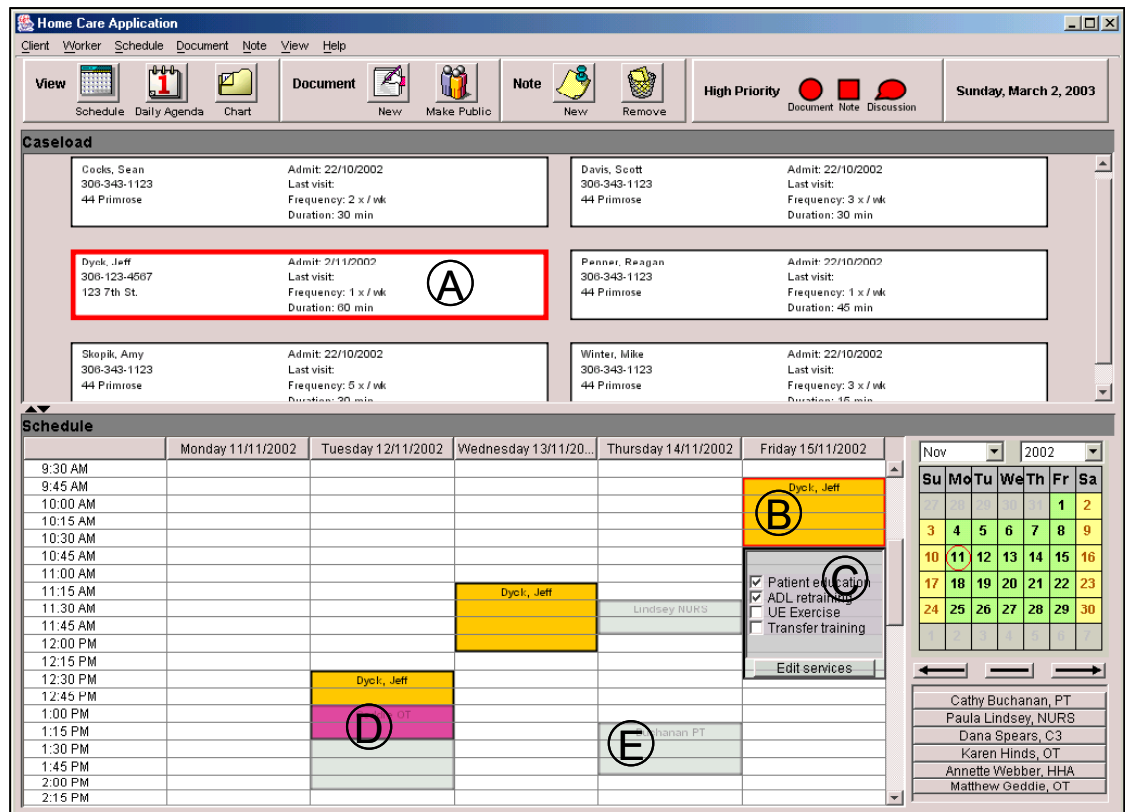 Home Care Application
Client Worker Schedule Document Note View Help
View Schedule Daily Agenda Chart Document New Make Public Note New Remove High Priority Document Note Discussion Sunday, March 2, 2003
Caseload
Cocks, Sean Admit: 22/10/2002 Davis, Scott Admit: 22/10/2002
306-343-1123 Last visit: 306-343-1123 Last visit:
44 Primrose Frequency: 2 x / wk 44 Primrose Frequency: 3 x / wk
Duration: 30 min Duration: 30 min
Dyck, Jeff Admit: 2/11/2002 Penner, Reagan Admit: 22/10/2002
306-123-4567 Last visit: 306-343-1123 Last visit:
123 7th St. Frequency: 1 x / wk 44 Primrose Frequency: 1 x / wk
Duration: 60 min Duration: 45 min
A
Skopik, Amy Admit: 22/10/2002 Winter, Mike Admit: 22/10/2002
306-343-1123 Last visit: 306-343-1123 Last visit:
44 Primrose Frequency: 5 x / wk 44 Primrose Frequency: 3 x / wk
Duration: 30 min Duration: 15 min
Schedule
Monday 11/11/2002 Tuesday 12/11/2002 Wednesday 13/11/20... Thursday 14/11/2002 Friday 15/11/2002
9:30 AM
9:45 AM Dyck, Jeff
10:00 AM
10:15 AM B
10:30 AM
10:45 AM
11:00 AM C
11:15 AM Dyck, Jeff Patient education
ADL retraining
11:30 AM Lindsey NURS UE Exercise
11:45 AM Transfer training
12:00 PM
12:15 PM Edit services
12:30 PM Dyck, Jeff
12:45 PM
1:00 PM D OT
1:15 PM Buchanan PT
1:30 PM E
1:45 PM
2:00 PM
2:15 PM
Nov 2002
Su Mo Tu We Th Fr Sa
27 28 29 30 31 1 2
3 4 5 6 7 8 9
10 11 12 13 14 15 16
17 18 19 20 21 22 23
24 25 26 27 28 29 30
1 2 3 4 5 6 7
Cathy Buchanan, PT
Paula Lindsey, NURS
Dana Spears, C3
Karen Hinds, OT
Annette Webber, HHA
Matthew Geddie, OT